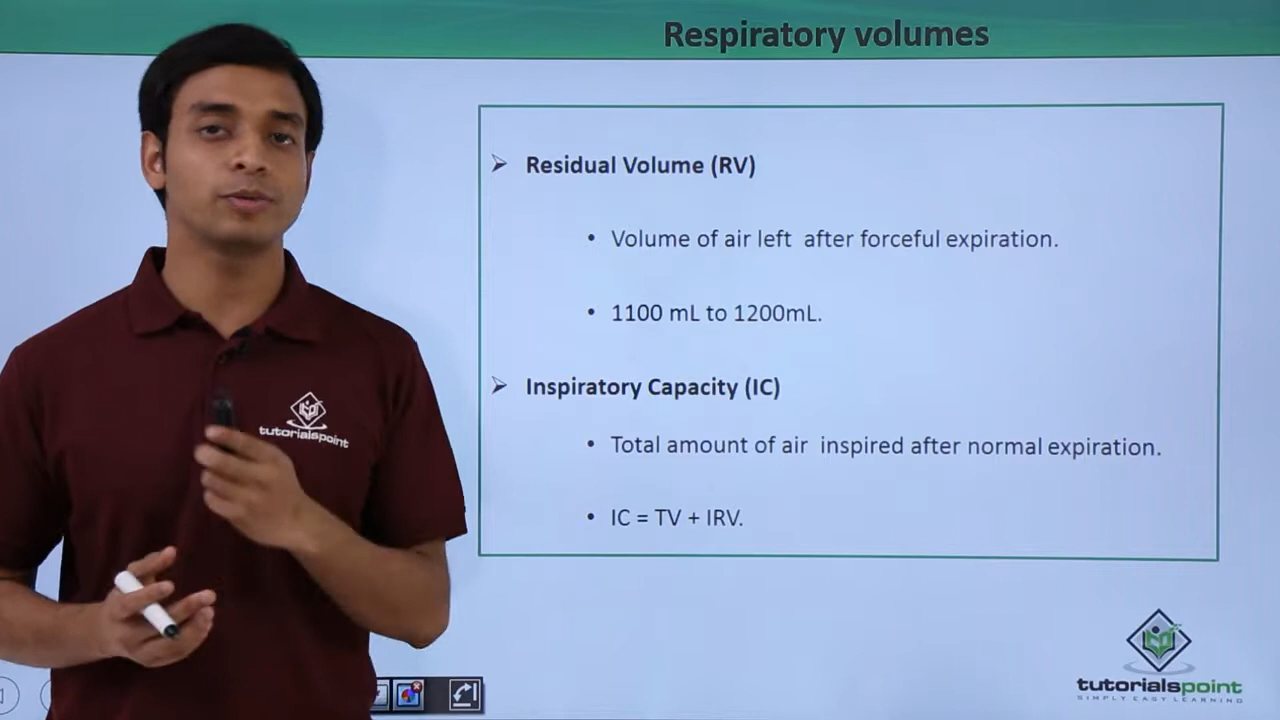 Respiratory volumes
➢ Residual Volume (RV)
• Volume of air left after forceful expiration.
• 1100 mL to 1200mL.
➢ Inspiratory Capacity (IC)
• Total amount of air inspired after normal expiration.
• IC = TV + IRV.
tutorialspoint
tutorialspoint
SIMPLY EASY LEARNING